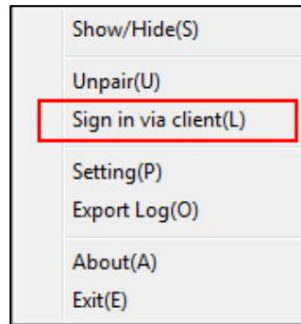 Show/Hide(S)
Unpair(U)
Sign in via client(L)
Setting(P)
Export Log(O)
About(A)
Exit(E)